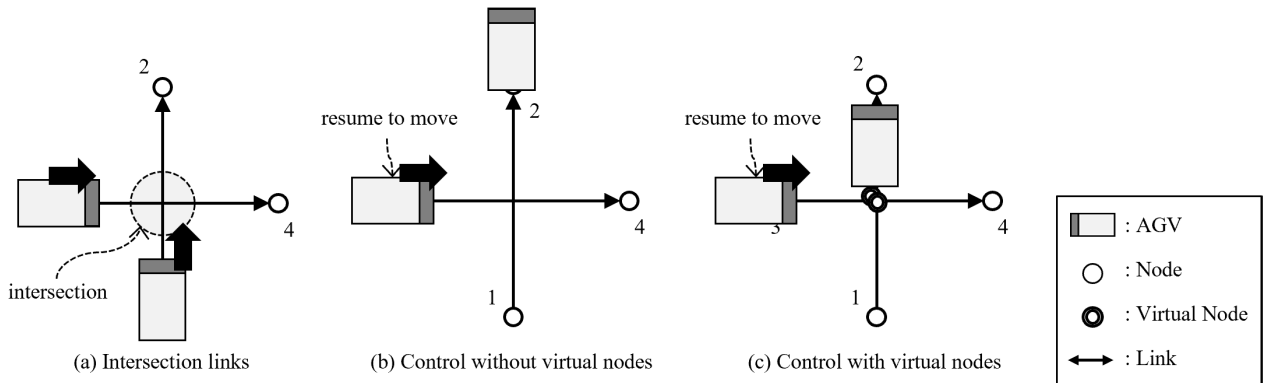 2
4
intersection
(a) Intersection links
resume to move
2
4
1
(b) Control without virtual nodes
resume to move
2
3
4
1
(c) Control with virtual nodes
: AGV
: Node
: Virtual Node
: Link